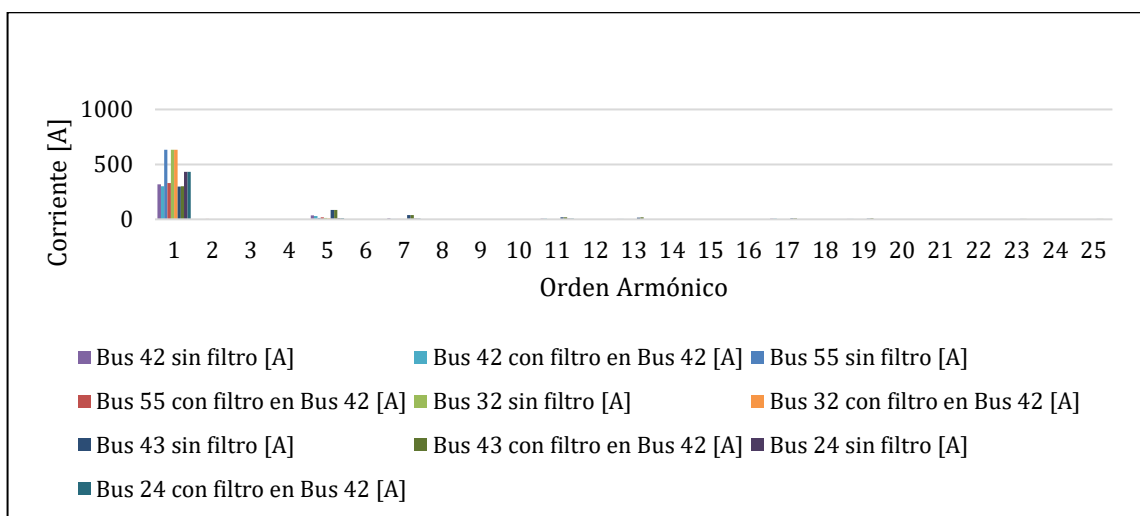 1000
500
0
Corriente [A]
1 2 3 4 5 6 7 8 9 10 11 12 13 14 15 16 17 18 19 20 21 22 23 24 25
Orden Armónico
Bus 42 sin filtro [A] Bus 42 con filtro en Bus 42 [A] Bus 55 sin filtro [A]
Bus 55 con filtro en Bus 42 [A] Bus 32 sin filtro [A] Bus 32 con filtro en Bus 42 [A]
Bus 43 sin filtro [A] Bus 43 con filtro en Bus 42 [A] Bus 24 sin filtro [A]
Bus 24 con filtro en Bus 42 [A]